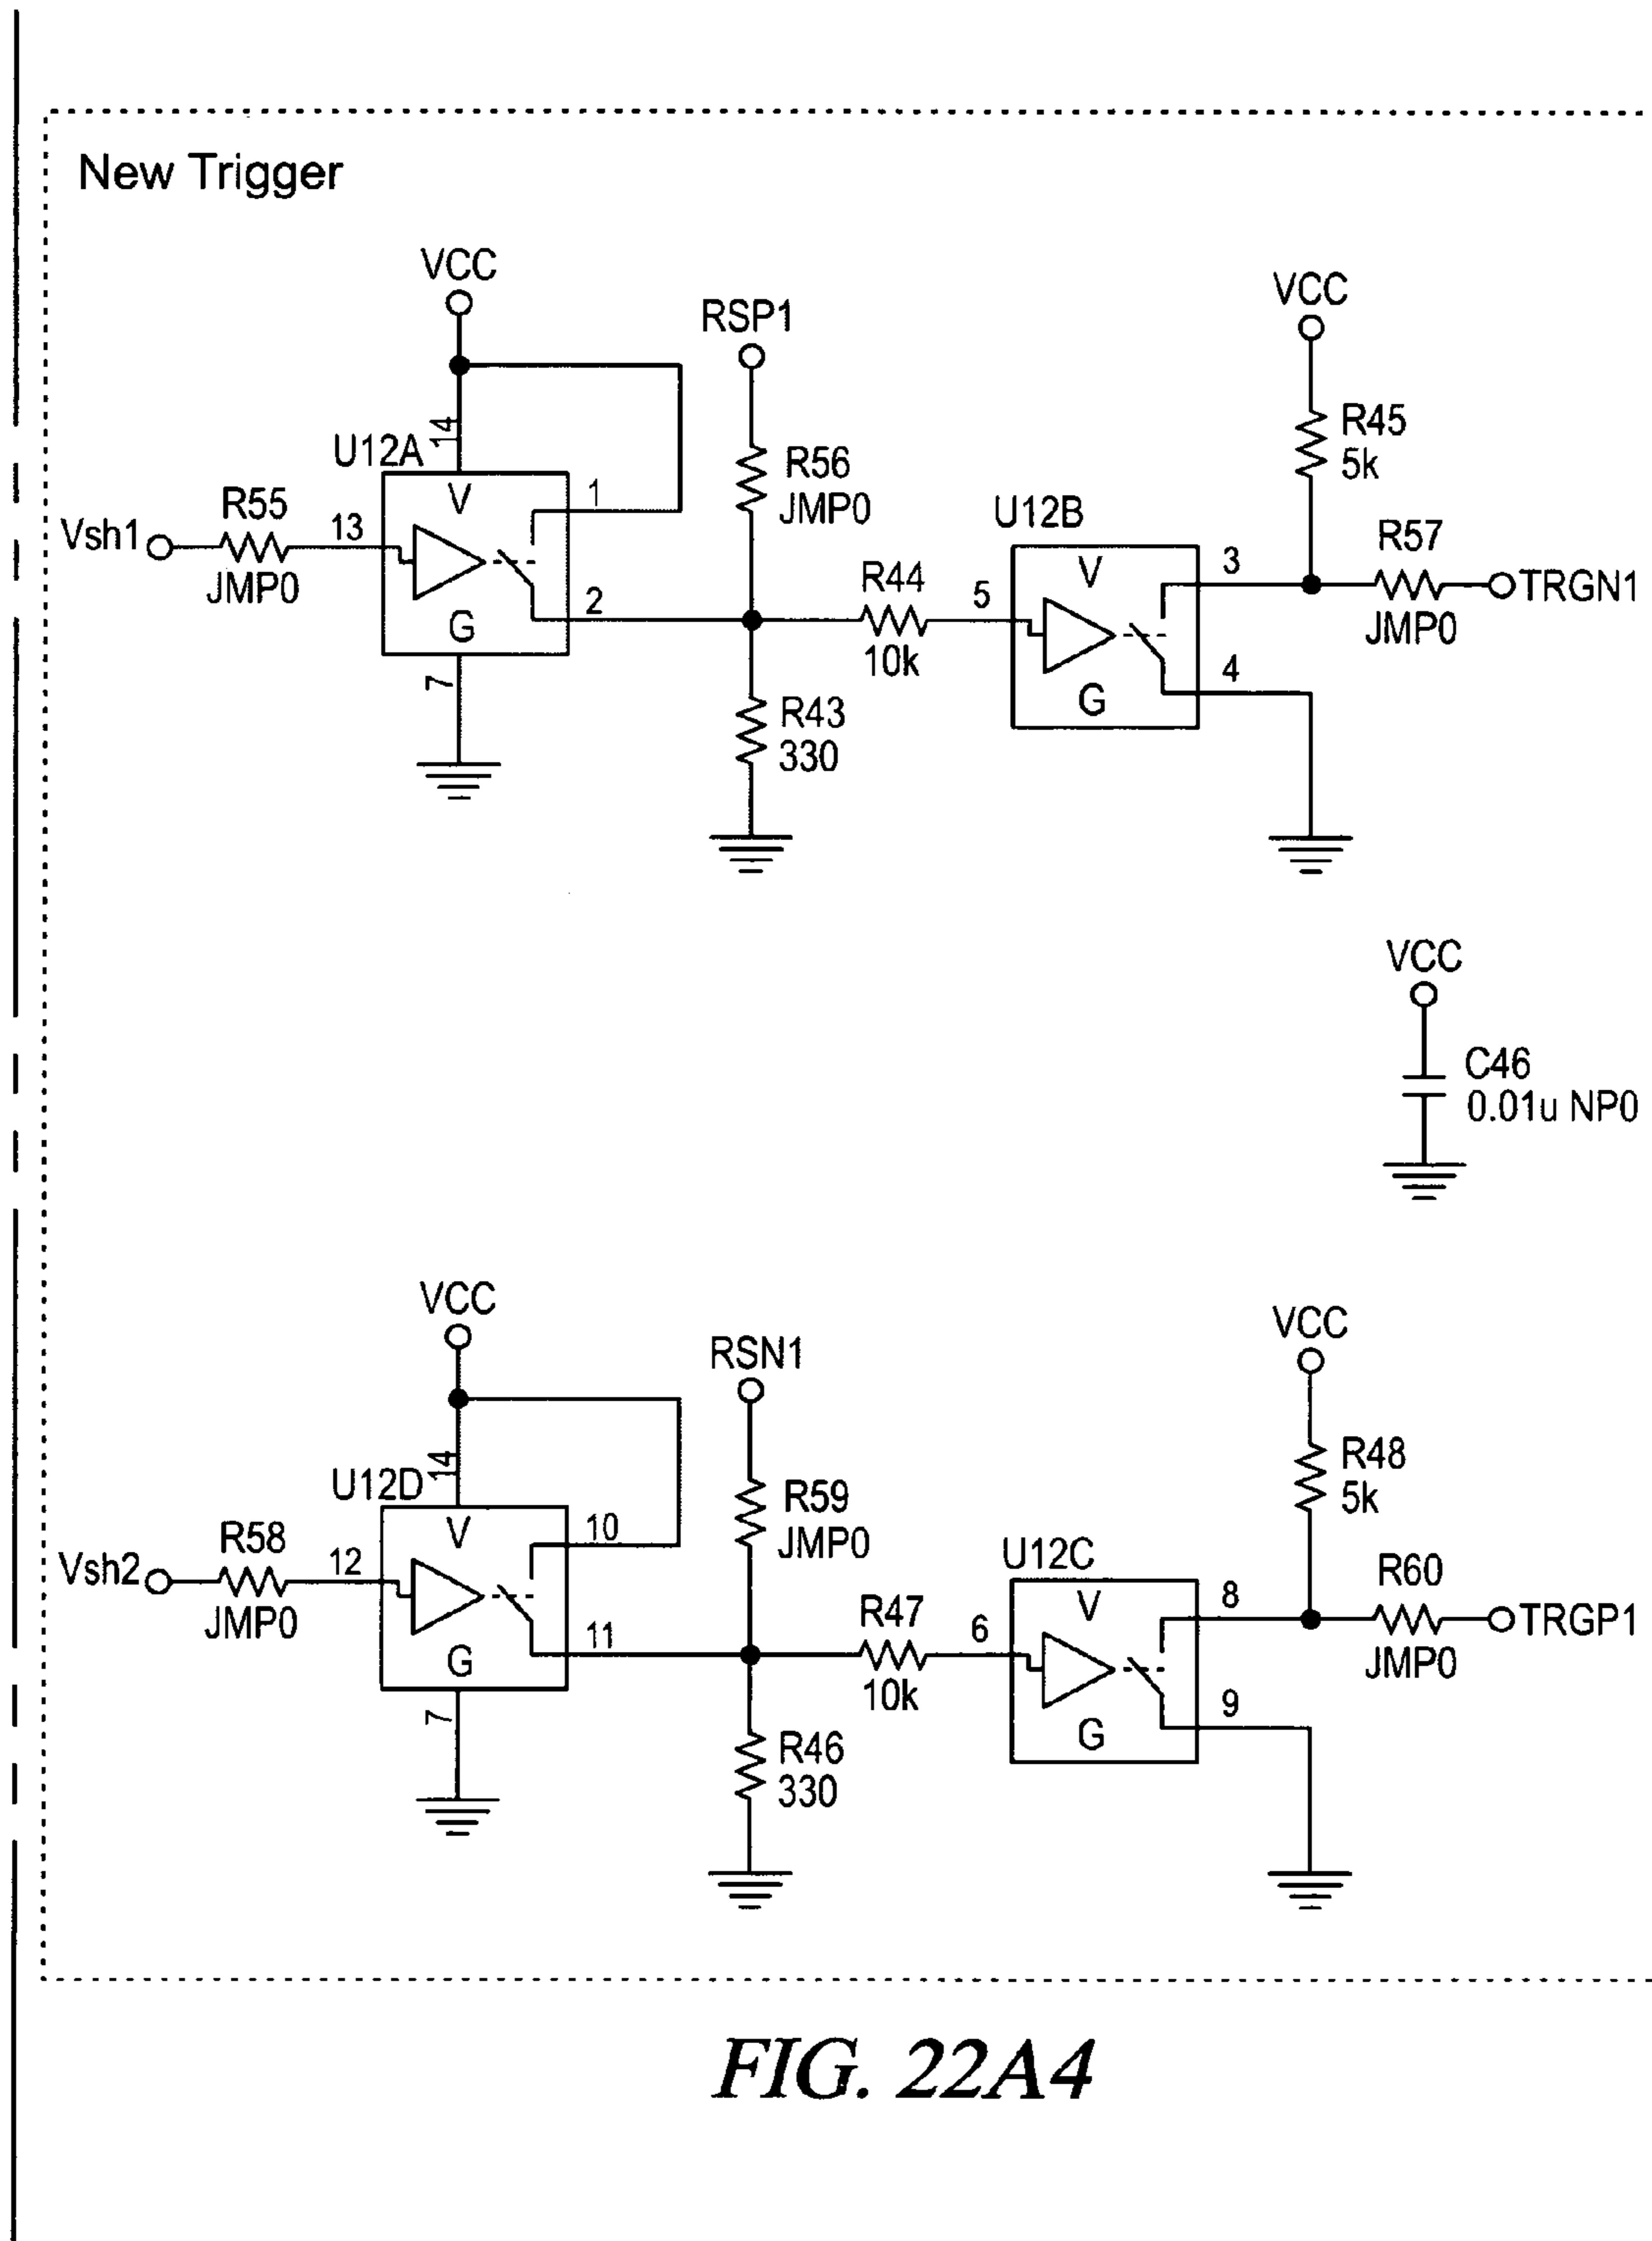 New Trigger
VCC
RSP1
VCC
U12A
14
V
1
R56
JMP0
R45
5k
Vsh1
R55
JMP0
13
2
G
7
R44
10k
U12B
5
V
3
R57
JMP0
TRGN1
G
4
R43
330
VCC
C46
0.01u NP0
VCC
RSN1
VCC
U12D
14
V
10
R59
JMP0
R48
5k
Vsh2
R58
JMP0
12
11
G
7
R47
10k
U12C
6
V
8
R60
JMP0
TRGP1
G
9
R46
330
FIG. 22A4